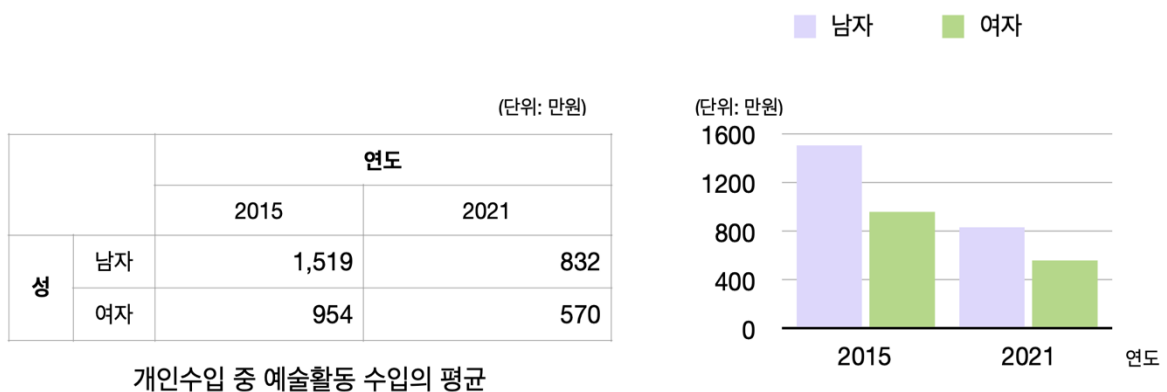 남자 여자
(단위: 만원)
연도
2015 2021
성 남자 1,519 832
여자 954 570
개인수입 중 예술활동 수입의 평균
(단위: 만원)
1600
1200
800
400
0
2015 2021 연도